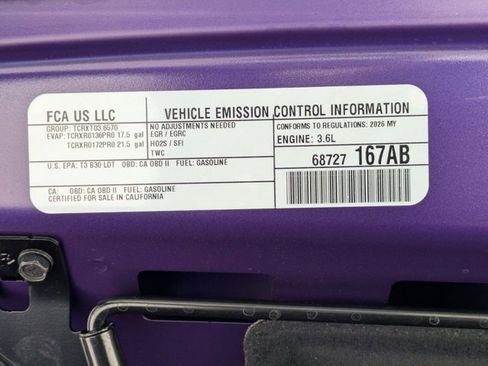 FCA US LLC
GROUP: TCRXT03.6570
EVAP: TCRXR0136PR0 17.5 gal
TCRXR0172PR0 21.5 gal
U.S. EPA: T3 B30 LDT OBD: CA OBD II FUEL: GASOLINE
CA: OBD: CA OBD II FUEL: GASOLINE
CERTIFIED FOR SALE IN CALIFORNIA
VEHICLE EMISSION CONTROL INFORMATION
NO ADJUSTMENTS NEEDED
EGR / EGRC
HO2S / SFI
TWC
CONFORMS TO REGULATIONS: 2026 MY
ENGINE: 3.6L
68727 167AB